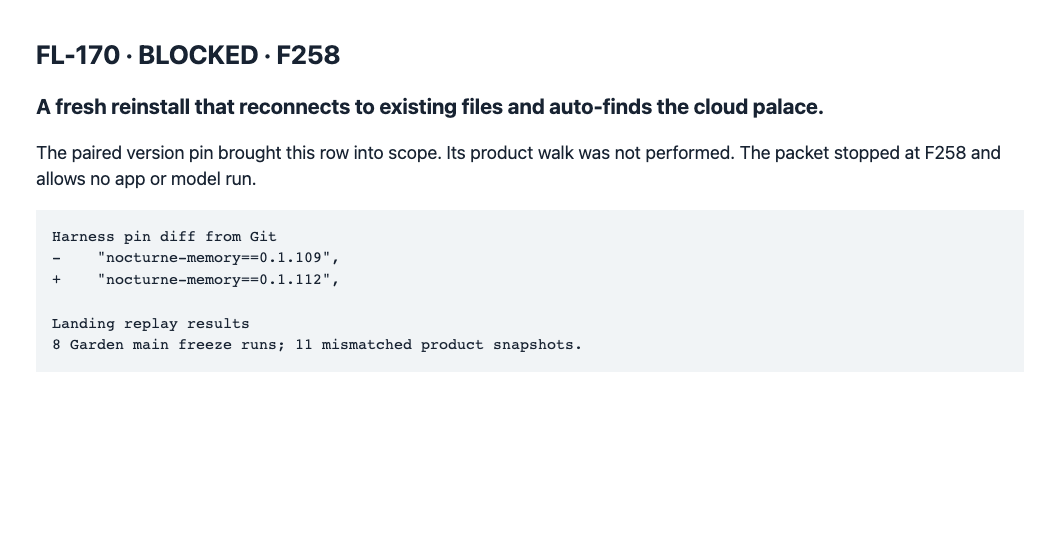 FL-170 · BLOCKED · F258
A fresh reinstall that reconnects to existing files and auto-finds the cloud palace.
The paired version pin brought this row into scope. Its product walk was not performed. The packet stopped at F258 and
allows no app or model run.
Harness pin diff from Git
-    "nocturne-memory==0.1.109",
+    "nocturne-memory==0.1.112",
Landing replay results
8 Garden main freeze runs; 11 mismatched product snapshots.